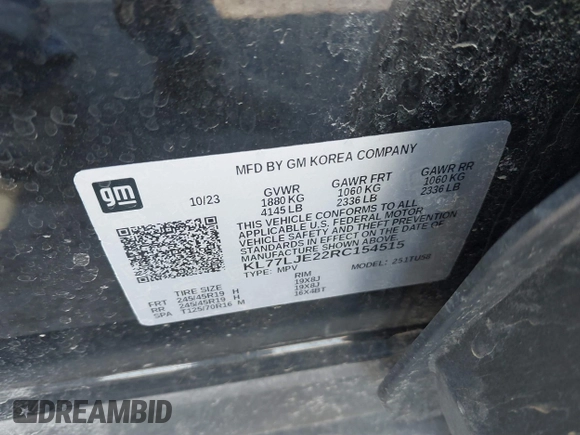 MFD BY GM KOREA COMPANY
gm
10/23
GVWR GAWR FRT GAWR RR
1880 KG 1060 KG 1060 KG
4145 LB 2336 LB 2336 LB
THIS VEHICLE CONFORMS TO ALL
APPLICABLE U.S. FEDERAL MOTOR
VEHICLE SAFETY AND THEFT PREVENTION
STANDARDS IN EFFECT ON THE DATE OF
MANUFACTURE SHOWN ABOVE.
KL77LJE22RC154515
TYPE: MPV MODEL: 251TUSE
TIRE SIZE RIM
FRT 245/45R19 H 19X8J
RR 245/45R19 H 19X8J
SPA T125/70R16 M 16X4BT
DREAMBID